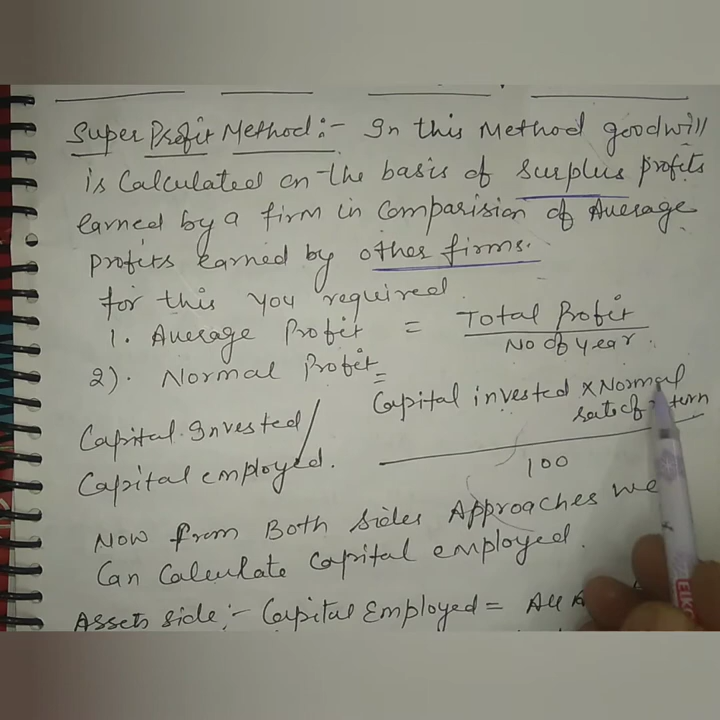 Super Profit Method:- In this Method goodwill
is Calculated on the basis of Surplus profits
earned by a firm in Comparision of Average
profits earned by other firms.
for this you required
1. Average Profit = Total Profit
No of year.
2). Normal Profit =
Capital invested × Normal
Capital Invested /
Capital employed.
100
Now from Both Sides Approaches we
Can Calculate Capital employed.
Assets side:- Capital Employed = All